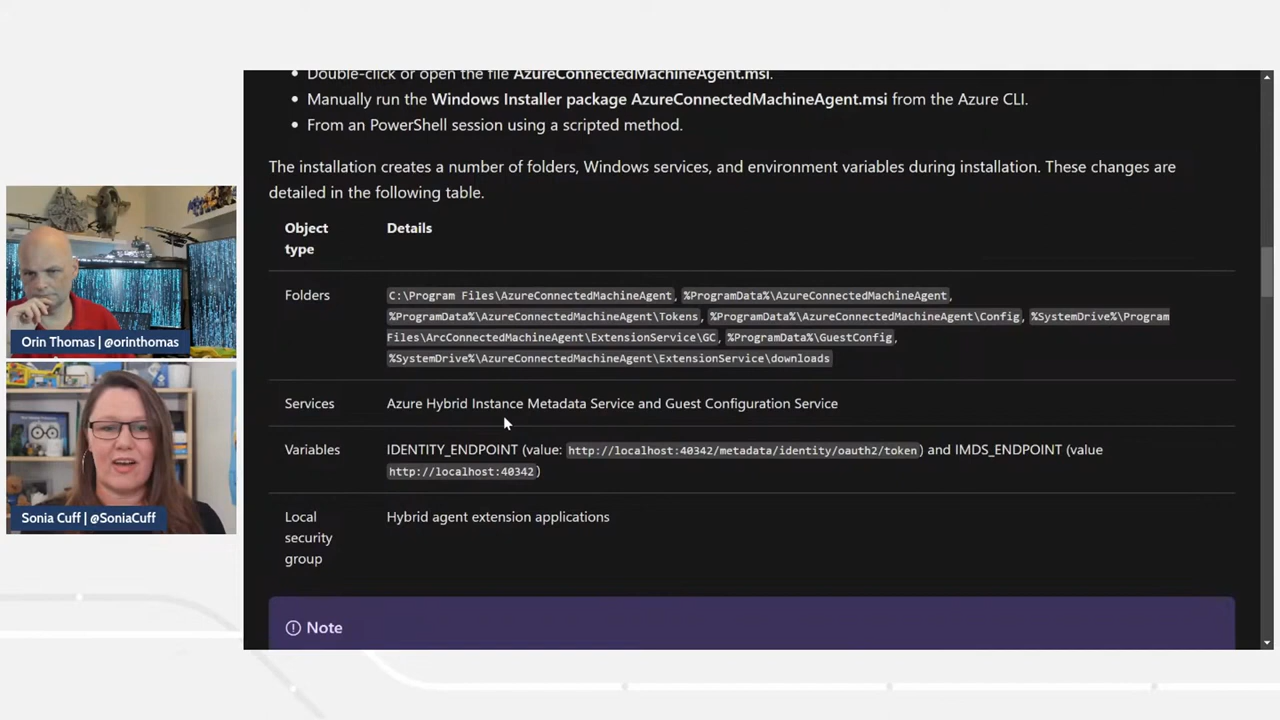 Double-click or open the file AzureConnectedMachineAgent.msi.
Manually run the Windows Installer package AzureConnectedMachineAgent.msi from the Azure CLI.
From an PowerShell session using a scripted method.
The installation creates a number of folders, Windows services, and environment variables during installation. These changes are
detailed in the following table.
Object
type
Details
Folders
C:\Program Files\AzureConnectedMachineAgent, %ProgramData%\AzureConnectedMachineAgent,
%ProgramData%\AzureConnectedMachineAgent\Tokens, %ProgramData%\AzureConnectedMachineAgent\Config, %SystemDrive%\Program
Files\ArcConnectedMachineAgent\ExtensionService\GC, %ProgramData%\GuestConfig,
%SystemDrive%\AzureConnectedMachineAgent\ExtensionService\downloads
Services
Azure Hybrid Instance Metadata Service and Guest Configuration Service
Variables
IDENTITY_ENDPOINT (value: http://localhost:40342/metadata/identity/oauth2/token) and IMDS_ENDPOINT (value
http://localhost:40342)
Local
security
group
Hybrid agent extension applications
Note
Orin Thomas | @orinthomas
Sonia Cuff | @SoniaCuff